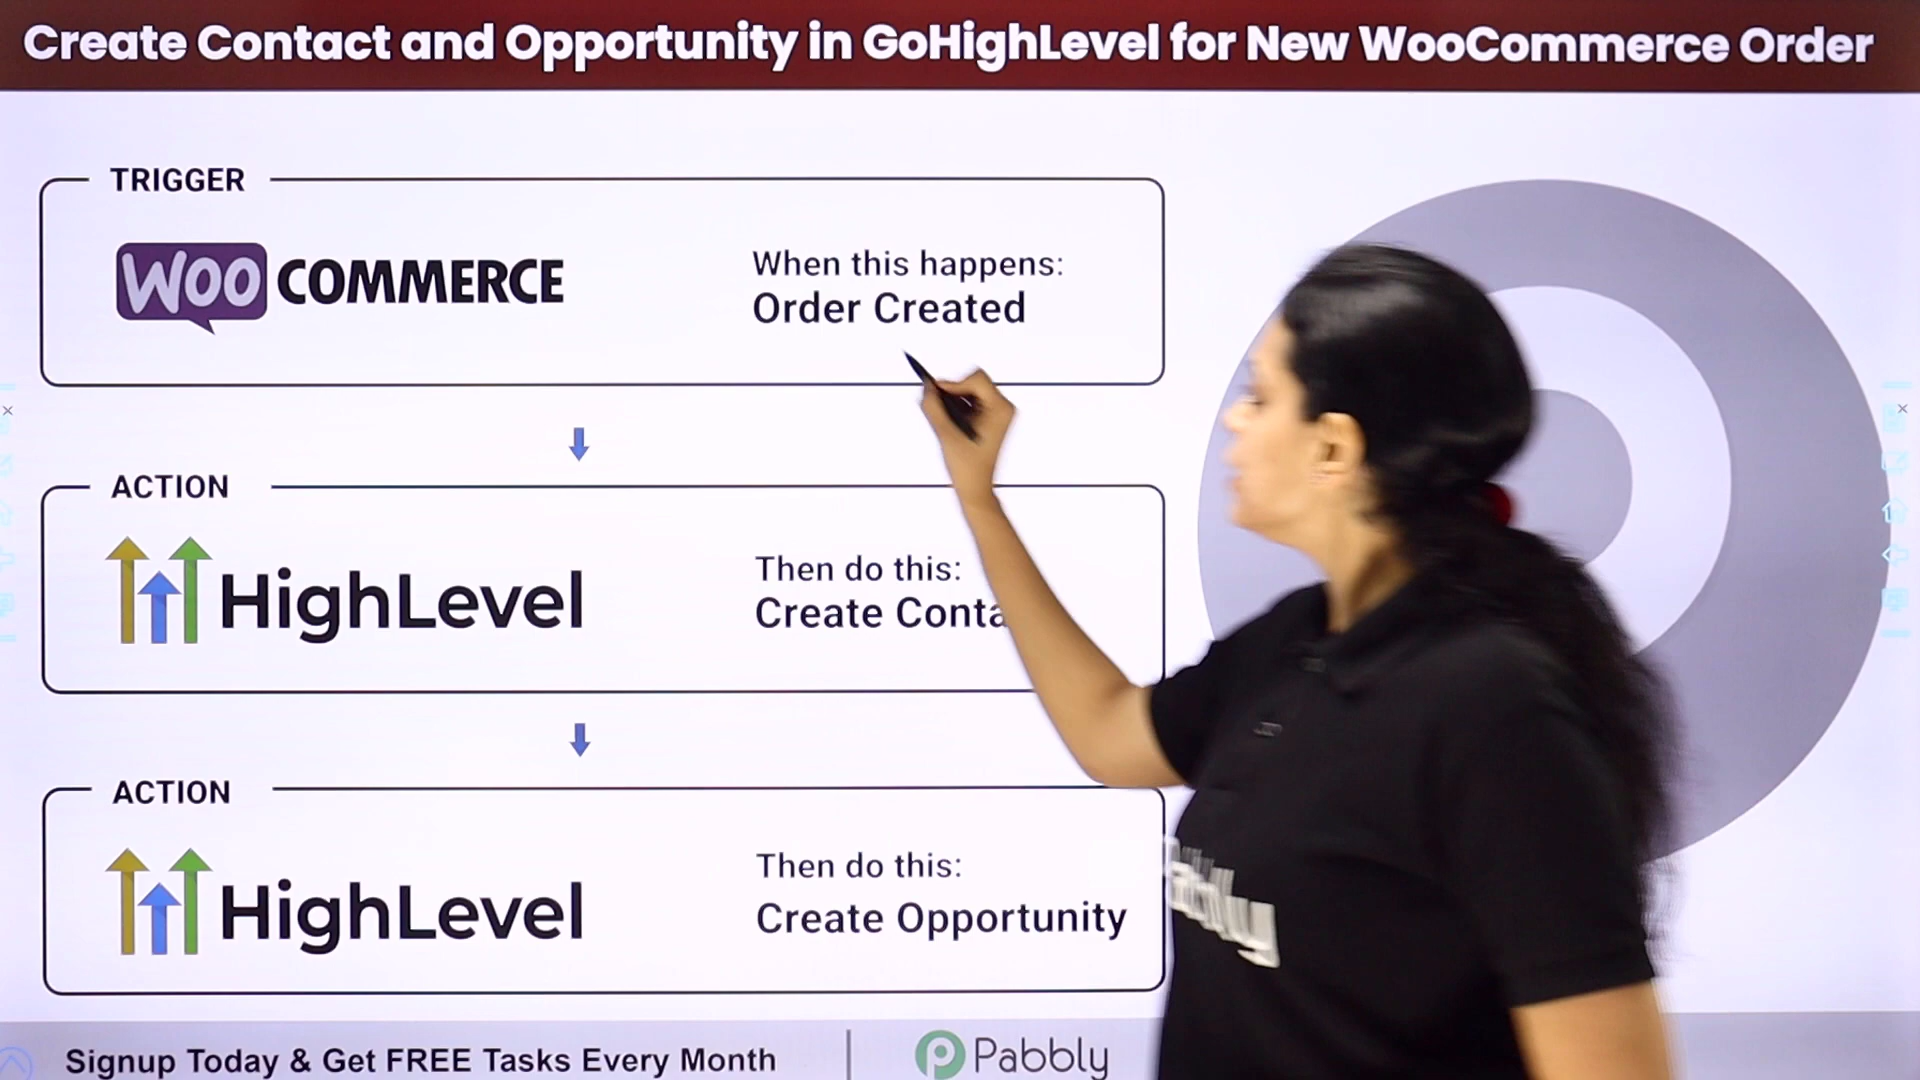 Create Contact and Opportunity in GoHighLevel for New WooCommerce Order
TRIGGER
WOO COMMERCE
When this happens:
Order Created
ACTION
HighLevel
Then do this:
Create Conta
ACTION
HighLevel
Then do this:
Create Opportunity
Signup Today & Get FREE Tasks Every Month
Pabbly